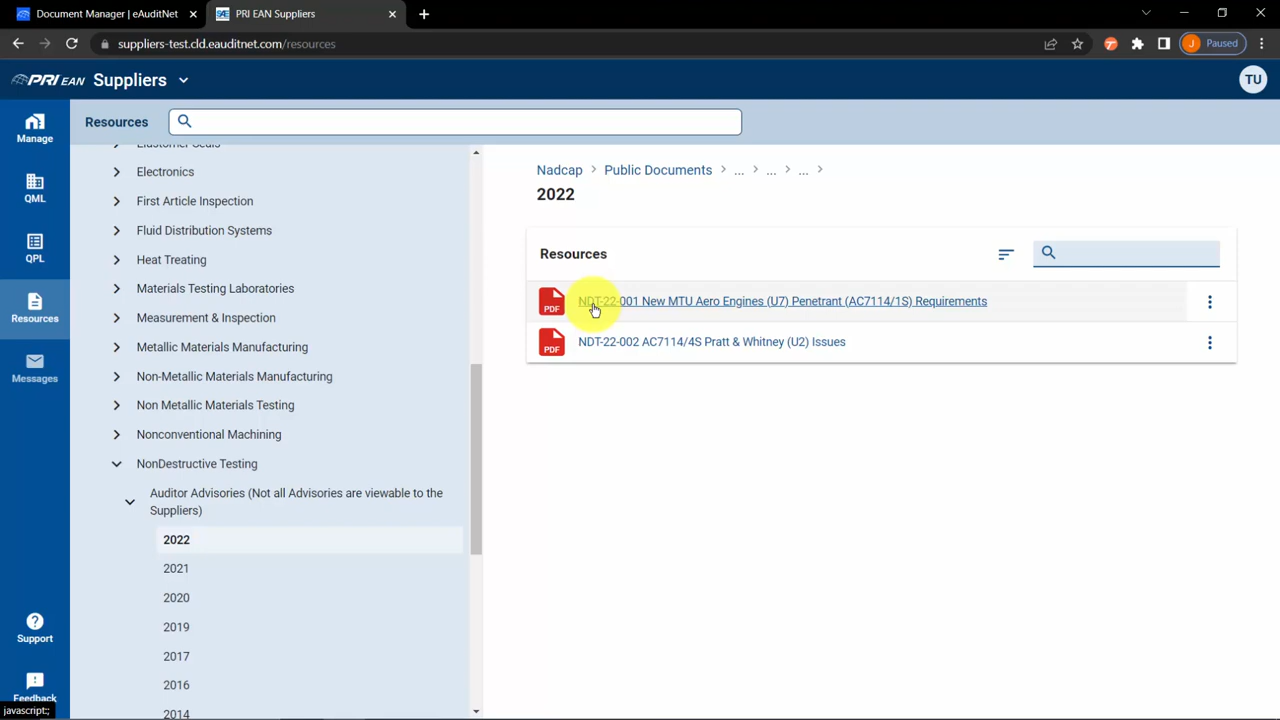 Document Manager | eAuditNet
PRI EAN Suppliers
suppliers-test.cld.eauditnet.com/resources
J Paused
PRI EAN Suppliers
TU
Manage
QML
QPL
Resources
Messages
Support
Feedback
javascript:;
Resources
Elastomer Seals
Electronics
First Article Inspection
Fluid Distribution Systems
Heat Treating
Materials Testing Laboratories
Measurement & Inspection
Metallic Materials Manufacturing
Non-Metallic Materials Manufacturing
Non Metallic Materials Testing
Nonconventional Machining
NonDestructive Testing
Auditor Advisories (Not all Advisories are viewable to the
Suppliers)
2022
2021
2020
2019
2017
2016
2014
Nadcap > Public Documents > ... > ... > ... >
2022
Resources
PDF NDT-22-001 New MTU Aero Engines (U7) Penetrant (AC7114/1S) Requirements
PDF NDT-22-002 AC7114/4S Pratt & Whitney (U2) Issues